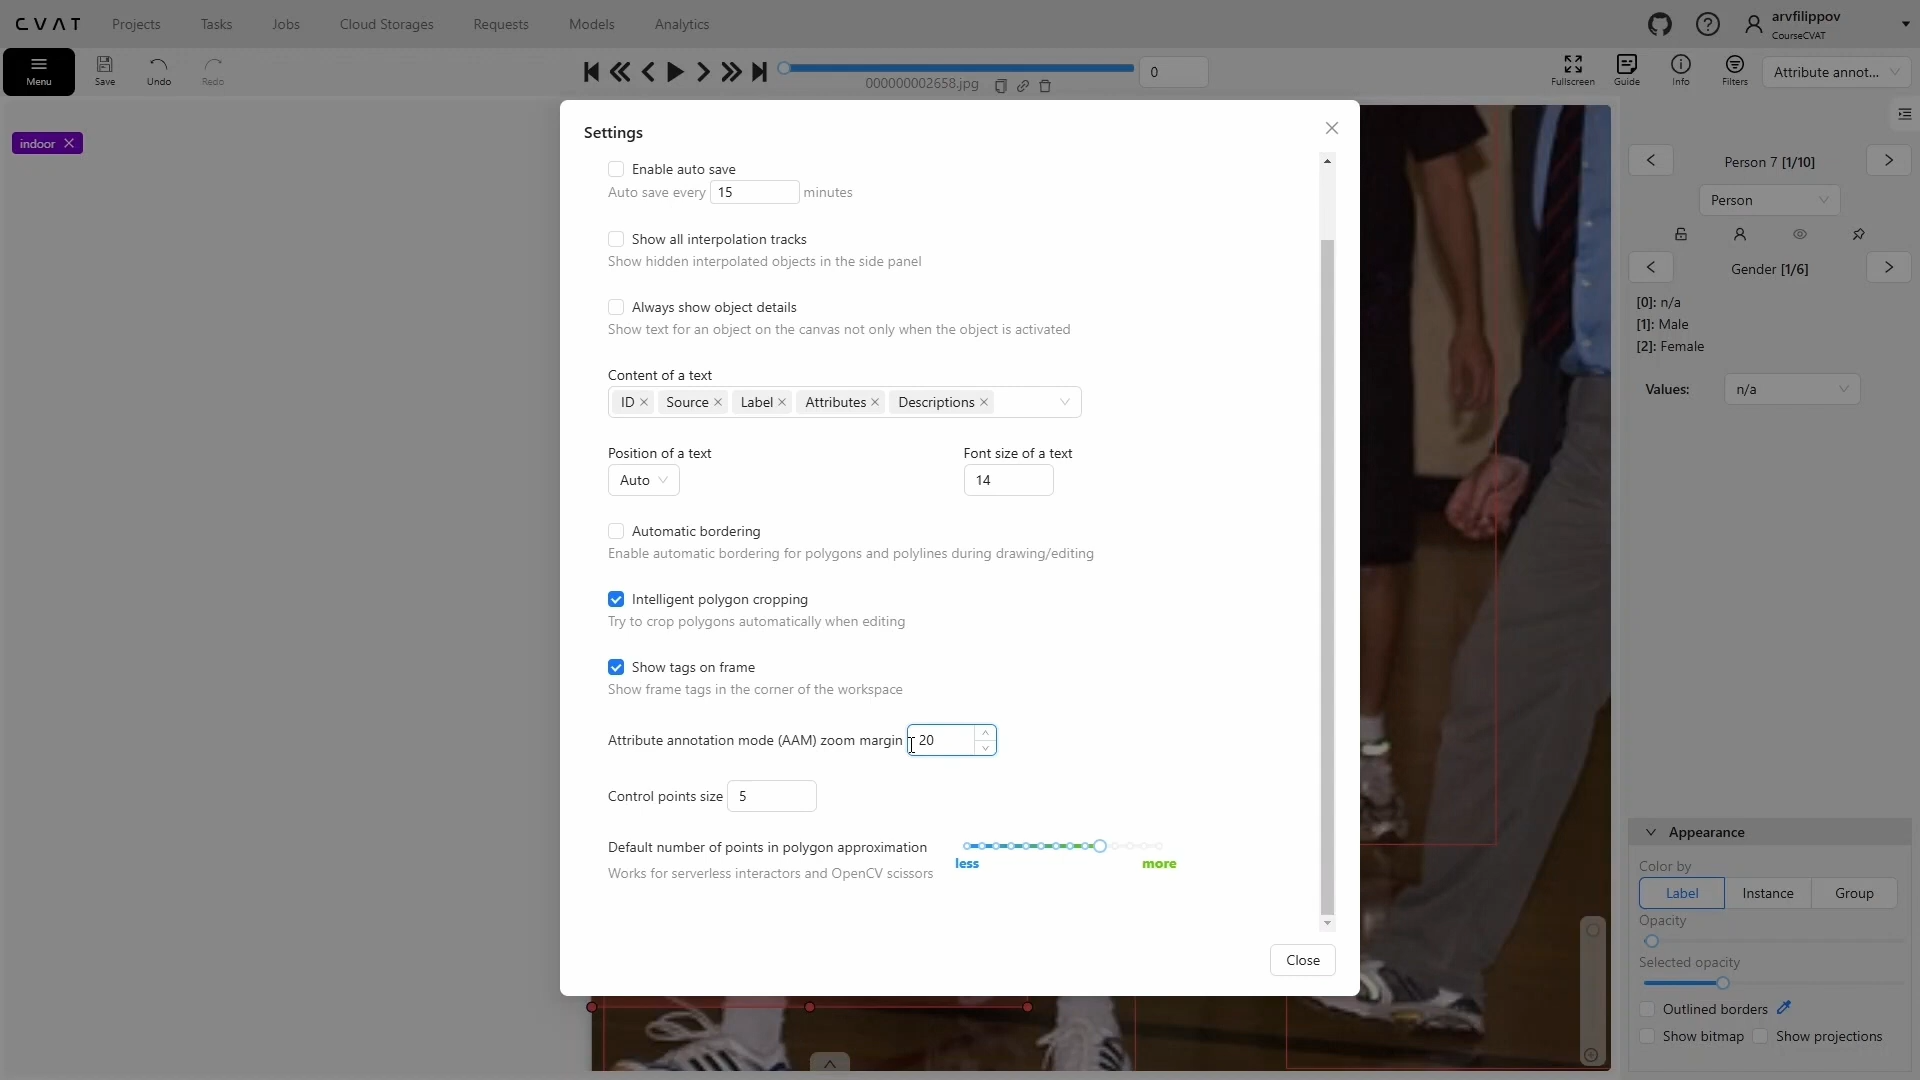 CVAT Projects Tasks Jobs Cloud Storages Requests Models Analytics arvfilippov
CourseCVAT
Menu Save Undo Redo 000000002658.jpg 0 Fullscreen Guide Info Filters Attribute annot...
indoor
Settings
Enable auto save
Auto save every 15 minutes
Show all interpolation tracks
Show hidden interpolated objects in the side panel
Always show object details
Show text for an object on the canvas not only when the object is activated
Content of a text
ID Source Label Attributes Descriptions
Position of a text Font size of a text
Auto 14
Automatic bordering
Enable automatic bordering for polygons and polylines during drawing/editing
Intelligent polygon cropping
Try to crop polygons automatically when editing
Show tags on frame
Show frame tags in the corner of the workspace
Attribute annotation mode (AAM) zoom margin 20
Control points size 5
Default number of points in polygon approximation
less more
Works for serverless interactors and OpenCV scissors
Close
Person 7 [1/10]
Person
Gender [1/6]
[0]: n/a
[1]: Male
[2]: Female
Values: n/a
Appearance
Color by
Label Instance Group
Opacity
Selected opacity
Outlined borders
Show bitmap Show projections